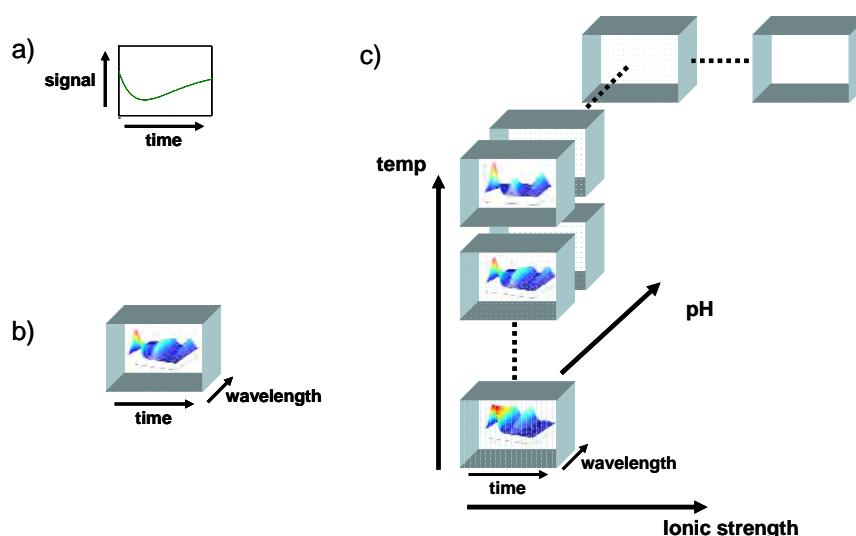 a)
signal
time
b)
time
wavelength
c)
temp
pH
wavelength
time
Ionic strength